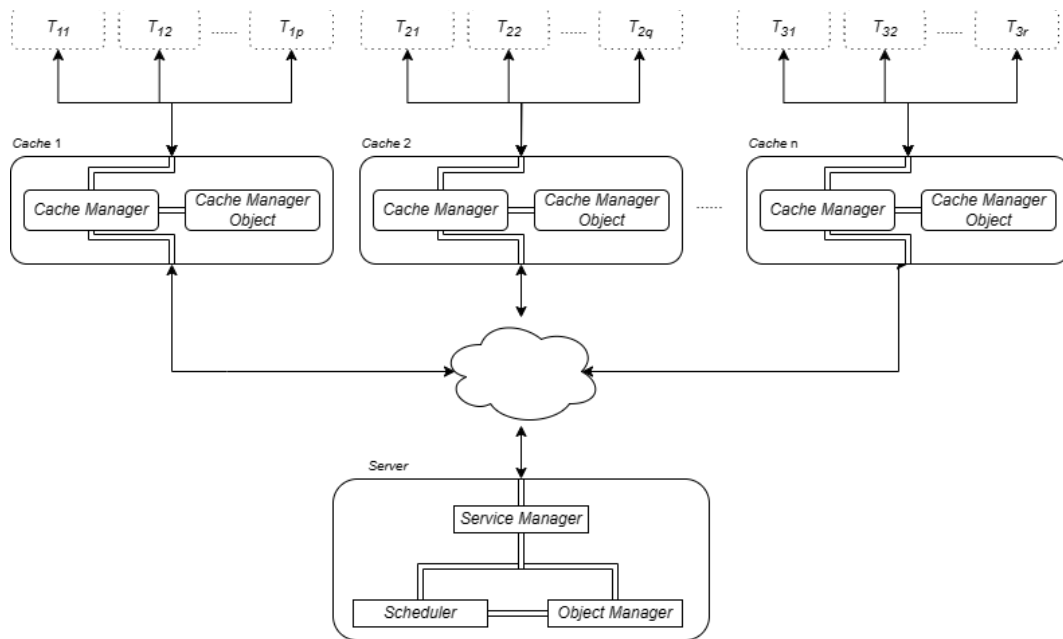 T11 T12 ...... T1p T21 T22 ...... T2q T31 T32 ...... T3r
Cache 1
Cache 2
Cache n
Cache Manager
Cache Manager
Object
Cache Manager
Cache Manager
Object
......
Cache Manager
Cache Manager
Object
Server
Service Manager
Scheduler
Object Manager